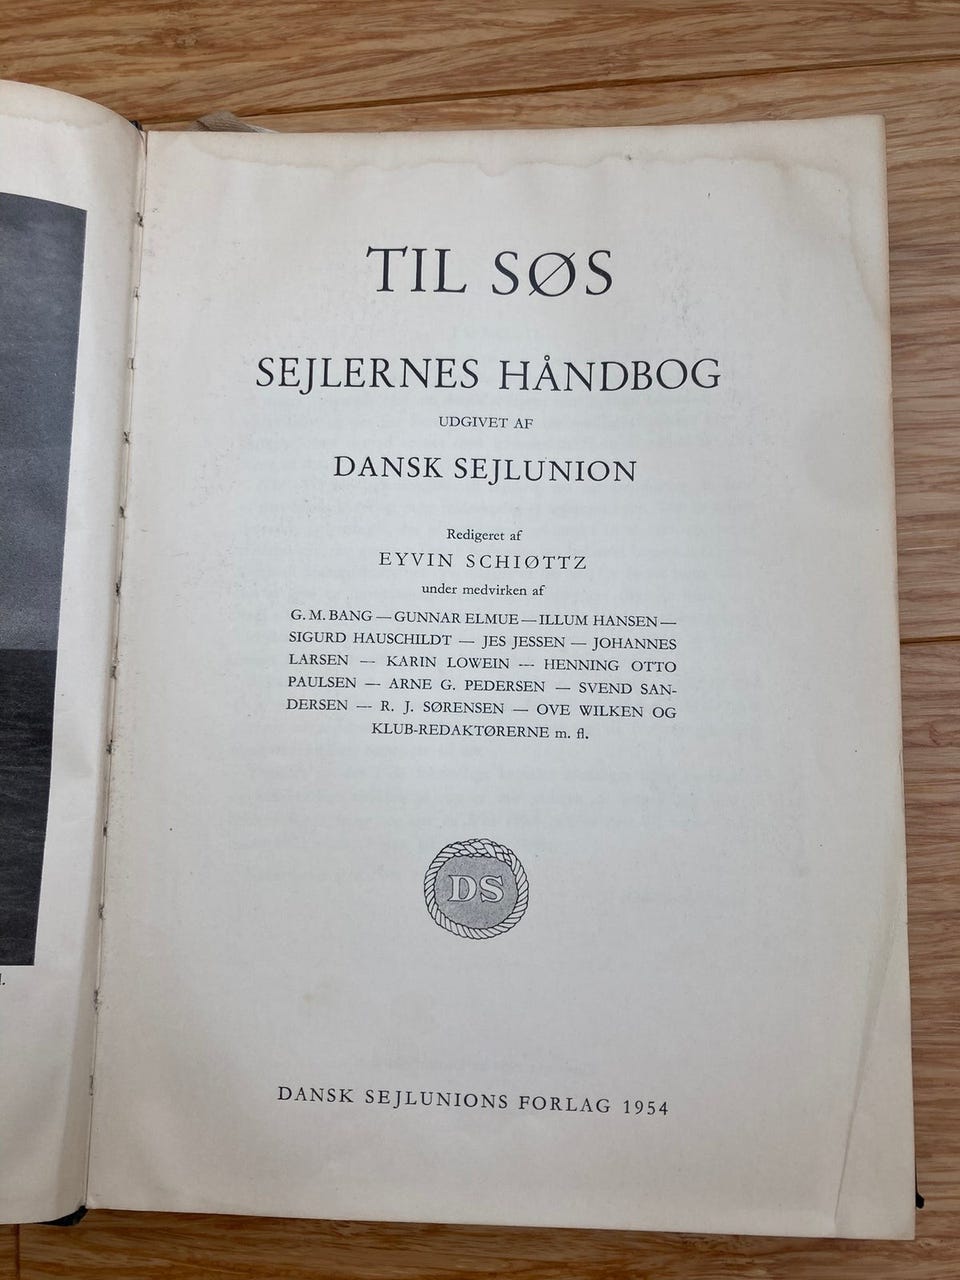 TIL SØS
SEJLERNES HÅNDBOG
UDGIVET AF
DANSK SEJLUNION
Redigeret af
EYVIN SCHIØTTZ
under medvirken af
G. M. BANG — GUNNAR ELMUE — ILLUM HANSEN —
SIGURD HAUSCHILDT — JES JESSEN — JOHANNES
LARSEN — KARIN LOWEIN — HENNING OTTO
PAULSEN — ARNE G. PEDERSEN — SVEND SAN-
DERSEN — R. J. SØRENSEN — OVE WILKEN OG
KLUB-REDAKTØRERNE m. fl.
DS
DANSK SEJLUNIONS FORLAG 1954